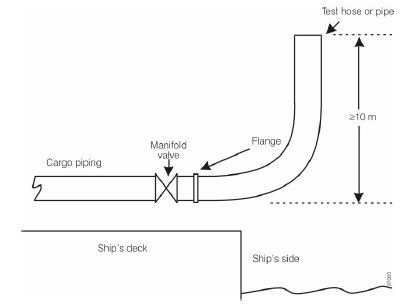 Test hose or pipe
≥10 m
Manifold
valve
Flange
Cargo piping
Ship's deck
Ship's side